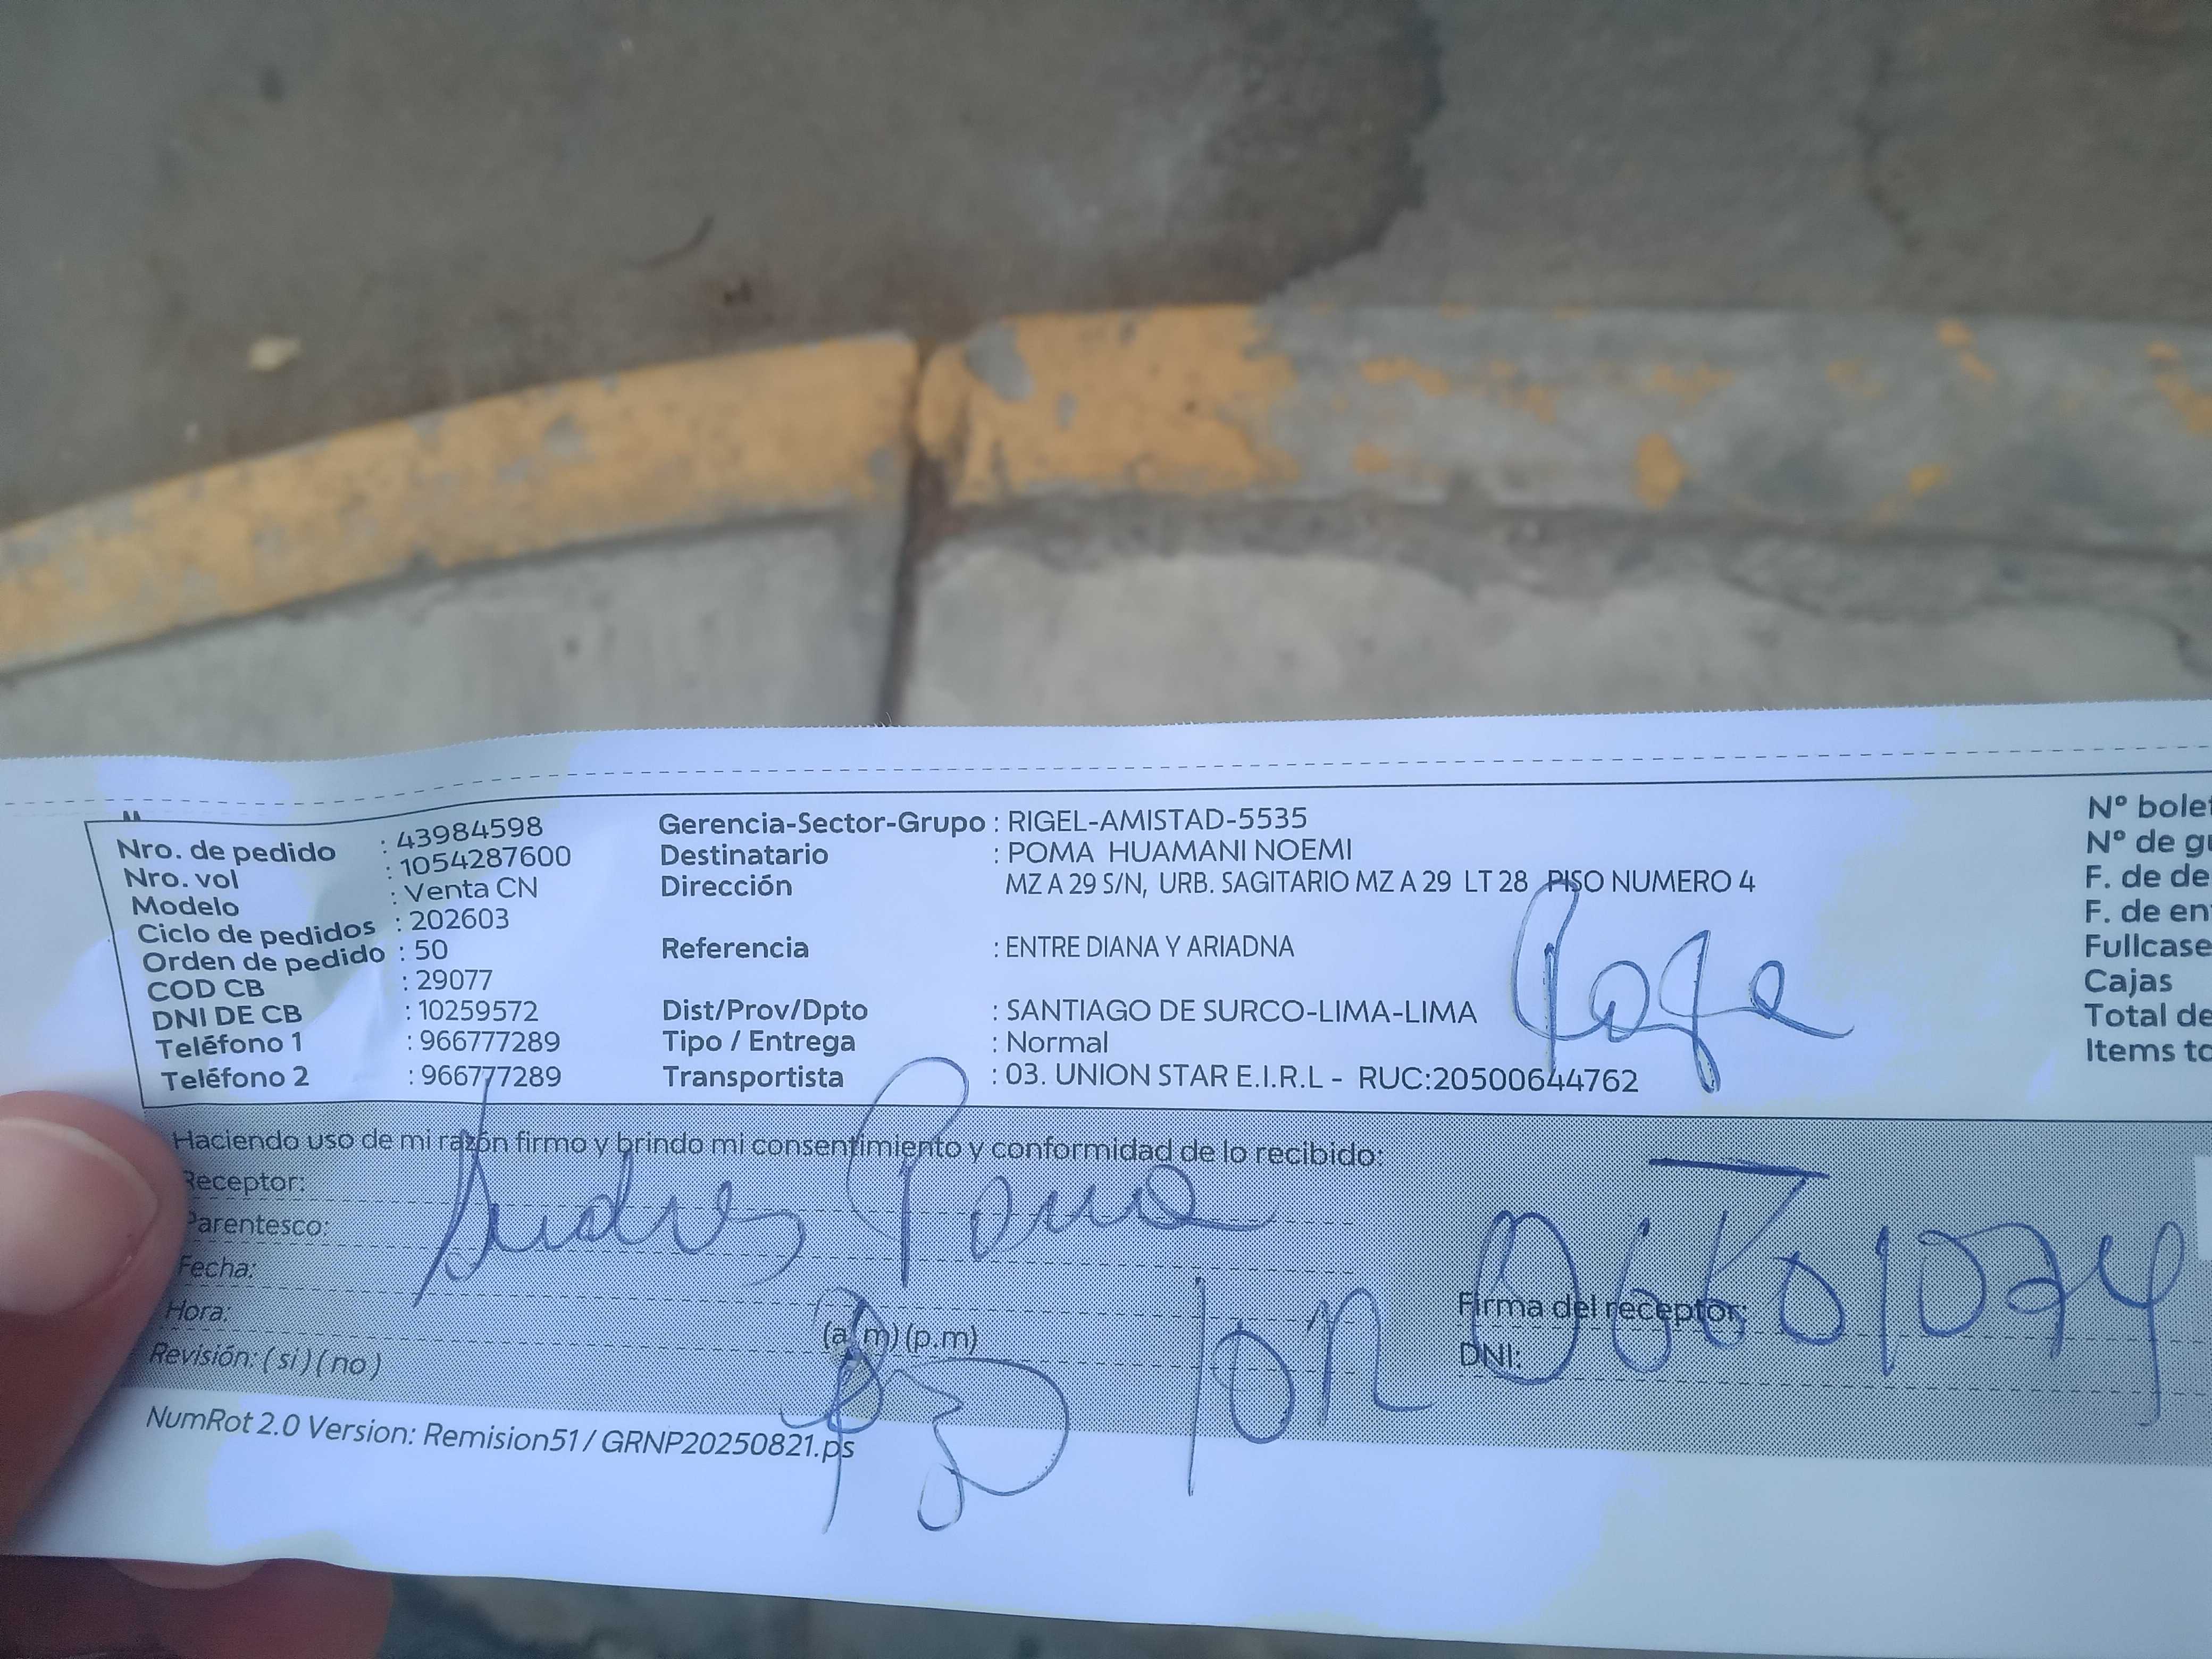 Nro. de pedido : 43984598
Nro. vol : 1054287600
Modelo : Venta CN
Ciclo de pedidos : 202603
Orden de pedido : 50
COD CB : 29077
DNI DE CB : 10259572
Teléfono 1 : 966777289
Teléfono 2 : 966777289
Gerencia-Sector-Grupo : RIGEL-AMISTAD-5535
Destinatario : POMA HUAMANI NOEMI
Dirección MZ A 29 S/N, URB. SAGITARIO MZ A 29 LT 28 PISO NUMERO 4
Referencia : ENTRE DIANA Y ARIADNA
Dist/Prov/Dpto : SANTIAGO DE SURCO-LIMA-LIMA
Tipo / Entrega : Normal
Transportista : 03. UNION STAR E.I.R.L - RUC:20500644762
Nº bole
Nº de g
F. de de
F. de en
Fullcase
Cajas
Total de
Items to
Haciendo uso de mi razón firmo y brindo mi consentimiento y conformidad de lo recibido:
Receptor: Andres Poma
Parentesco:
Fecha:
Hora: (a.m) (p.m)
Revisión: ( si ) ( no )
Firma del receptor:
DNI:
NumRot 2.0 Version: Remision51 / GRNP20250821.ps